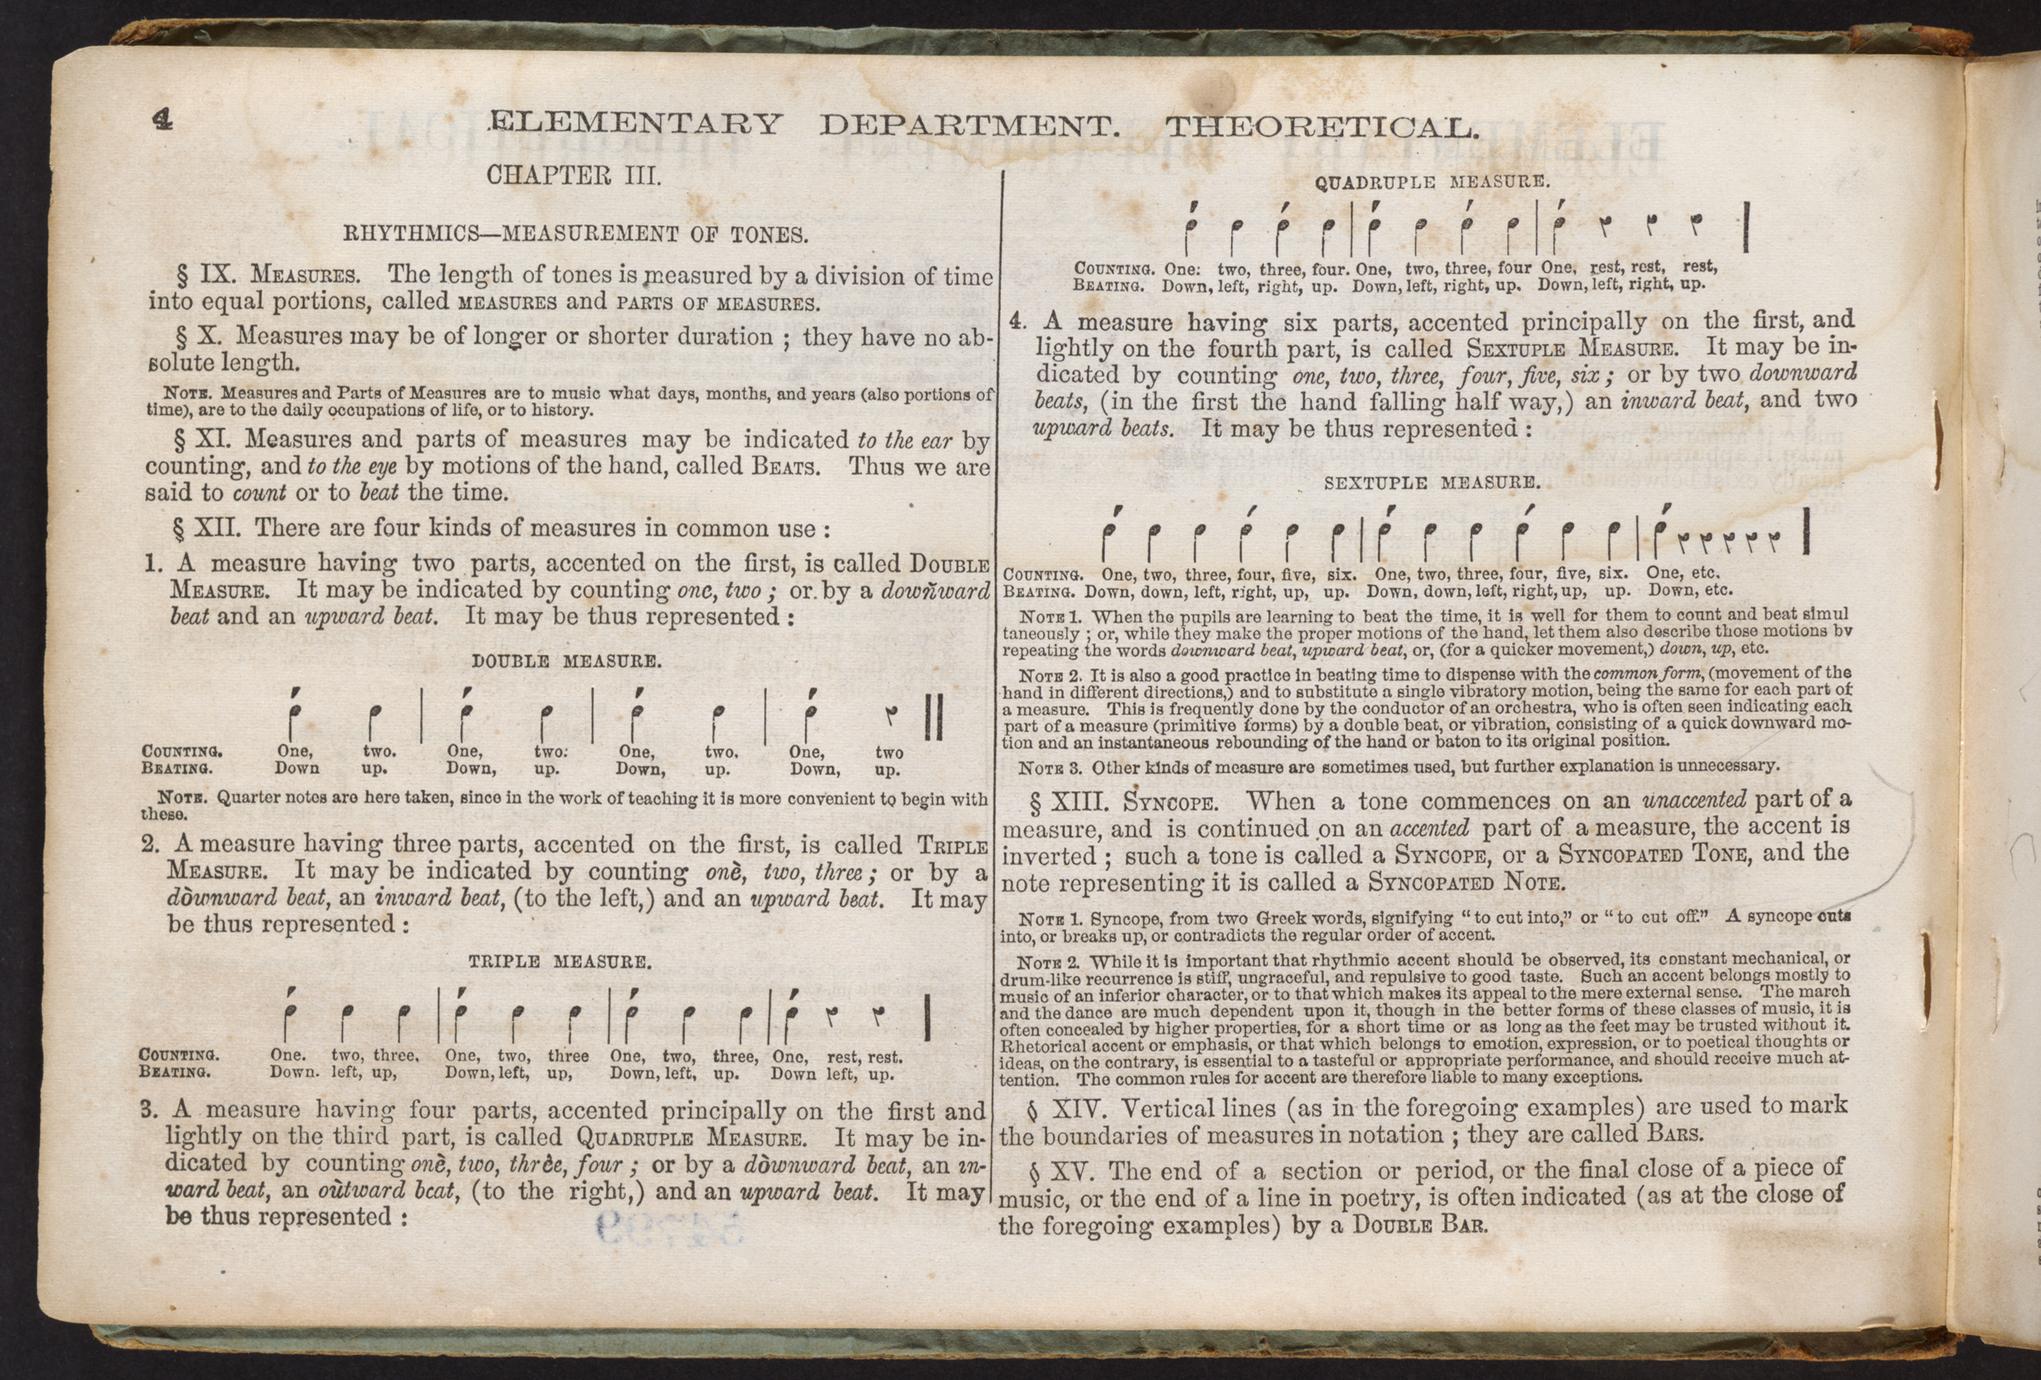 4
ELEMENTARY DEPARTMENT. THEORETICAL.
CHAPTER III.
RHYTHMICS—MEASUREMENT OF TONES.
§ IX. MEASURES. The length of tones is measured by a division of time
into equal portions, called MEASURES and PARTS OF MEASURES.
§ X. Measures may be of longer or shorter duration ; they have no ab-
solute length.
NOTE. Measures and Parts of Measures are to music what days, months, and years (also portions of
time), are to the daily occupations of life, or to history.
§ XI. Measures and parts of measures may be indicated to the ear by
counting, and to the eye by motions of the hand, called BEATS. Thus we are
said to count or to beat the time.
§ XII. There are four kinds of measures in common use :
1. A measure having two parts, accented on the first, is called DOUBLE
MEASURE. It may be indicated by counting one, two ; or by a downward
beat and an upward beat. It may be thus represented :
DOUBLE MEASURE.
COUNTING. One, two. One, two: One, two. One, two
BEATING. Down up. Down, up. Down, up. Down, up.
NOTE. Quarter notes are here taken, since in the work of teaching it is more convenient to begin with
these.
2. A measure having three parts, accented on the first, is called TRIPLE
MEASURE. It may be indicated by counting onè, two, three ; or by a
dòwnward beat, an inward beat, (to the left,) and an upward beat. It may
be thus represented :
TRIPLE MEASURE.
COUNTING. One. two, three. One, two, three One, two, three, One, rest, rest.
BEATING. Down. left, up, Down, left, up, Down, left, up. Down left, up.
3. A measure having four parts, accented principally on the first and
lightly on the third part, is called QUADRUPLE MEASURE. It may be in-
dicated by counting onè, two, thrèe, four ; or by a dòwnward beat, an in-
ward beat, an oùtward beat, (to the right,) and an upward beat. It may
be thus represented :
QUADRUPLE MEASURE.
COUNTING. One: two, three, four. One, two, three, four One, rest, rest, rest,
BEATING. Down, left, right, up. Down, left, right, up. Down, left, right, up.
4. A measure having six parts, accented principally on the first, and
lightly on the fourth part, is called SEXTUPLE MEASURE. It may be in-
dicated by counting one, two, three, four, five, six ; or by two downward
beats, (in the first the hand falling half way,) an inward beat, and two
upward beats. It may be thus represented :
SEXTUPLE MEASURE.
COUNTING. One, two, three, four, five, six. One, two, three, four, five, six. One, etc.
BEATING. Down, down, left, right, up, up. Down, down, left, right, up, up. Down, etc.
NOTE 1. When the pupils are learning to beat the time, it is well for them to count and beat simul
taneously ; or, while they make the proper motions of the hand, let them also describe those motions by
repeating the words downward beat, upward beat, or, (for a quicker movement,) down, up, etc.
NOTE 2. It is also a good practice in beating time to dispense with the common form, (movement of the
hand in different directions,) and to substitute a single vibratory motion, being the same for each part of
a measure. This is frequently done by the conductor of an orchestra, who is often seen indicating each
part of a measure (primitive forms) by a double beat, or vibration, consisting of a quick downward mo-
tion and an instantaneous rebounding of the hand or baton to its original position.
NOTE 3. Other kinds of measure are sometimes used, but further explanation is unnecessary.
§ XIII. SYNCOPE. When a tone commences on an unaccented part of a
measure, and is continued on an accented part of a measure, the accent is
inverted ; such a tone is called a SYNCOPE, or a SYNCOPATED TONE, and the
note representing it is called a SYNCOPATED NOTE.
NOTE 1. Syncope, from two Greek words, signifying “to cut into,” or “to cut off.” A syncope cuts
into, or breaks up, or contradicts the regular order of accent.
NOTE 2. While it is important that rhythmic accent should be observed, its constant mechanical, or
drum-like recurrence is stiff, ungraceful, and repulsive to good taste. Such an accent belongs mostly to
music of an inferior character, or to that which makes its appeal to the mere external sense. The march
and the dance are much dependent upon it, though in the better forms of these classes of music, it is
often concealed by higher properties, for a short time or as long as the feet may be trusted without it.
Rhetorical accent or emphasis, or that which belongs to emotion, expression, or to poetical thoughts or
ideas, on the contrary, is essential to a tasteful or appropriate performance, and should receive much at-
tention. The common rules for accent are therefore liable to many exceptions.
§ XIV. Vertical lines (as in the foregoing examples) are used to mark
the boundaries of measures in notation ; they are called BARS.
§ XV. The end of a section or period, or the final close of a piece of
music, or the end of a line in poetry, is often indicated (as at the close of
the foregoing examples) by a DOUBLE BAR.